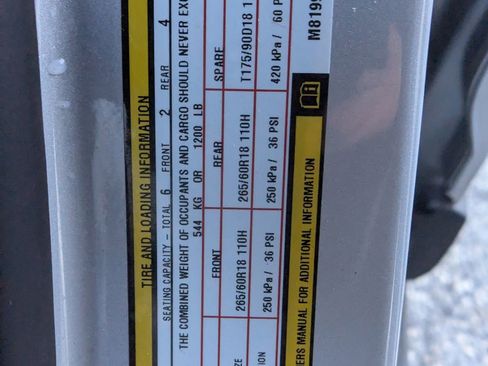 TIRE AND LOADING INFORMATION
SEATING CAPACITY - TOTAL 6 FRONT 2 REAR 4
THE COMBINED WEIGHT OF OCCUPANTS AND CARGO SHOULD NEVER EXC
544 KG OR 1200 LB
FRONT REAR SPARE
ZE 265/60R18 110H 265/60R18 110H T175/90D18 1
ION 250 kPa / 36 PSI 250 kPa / 36 PSI 420 kPa / 60 P
ERS MANUAL FOR ADDITIONAL INFORMATION
M8199